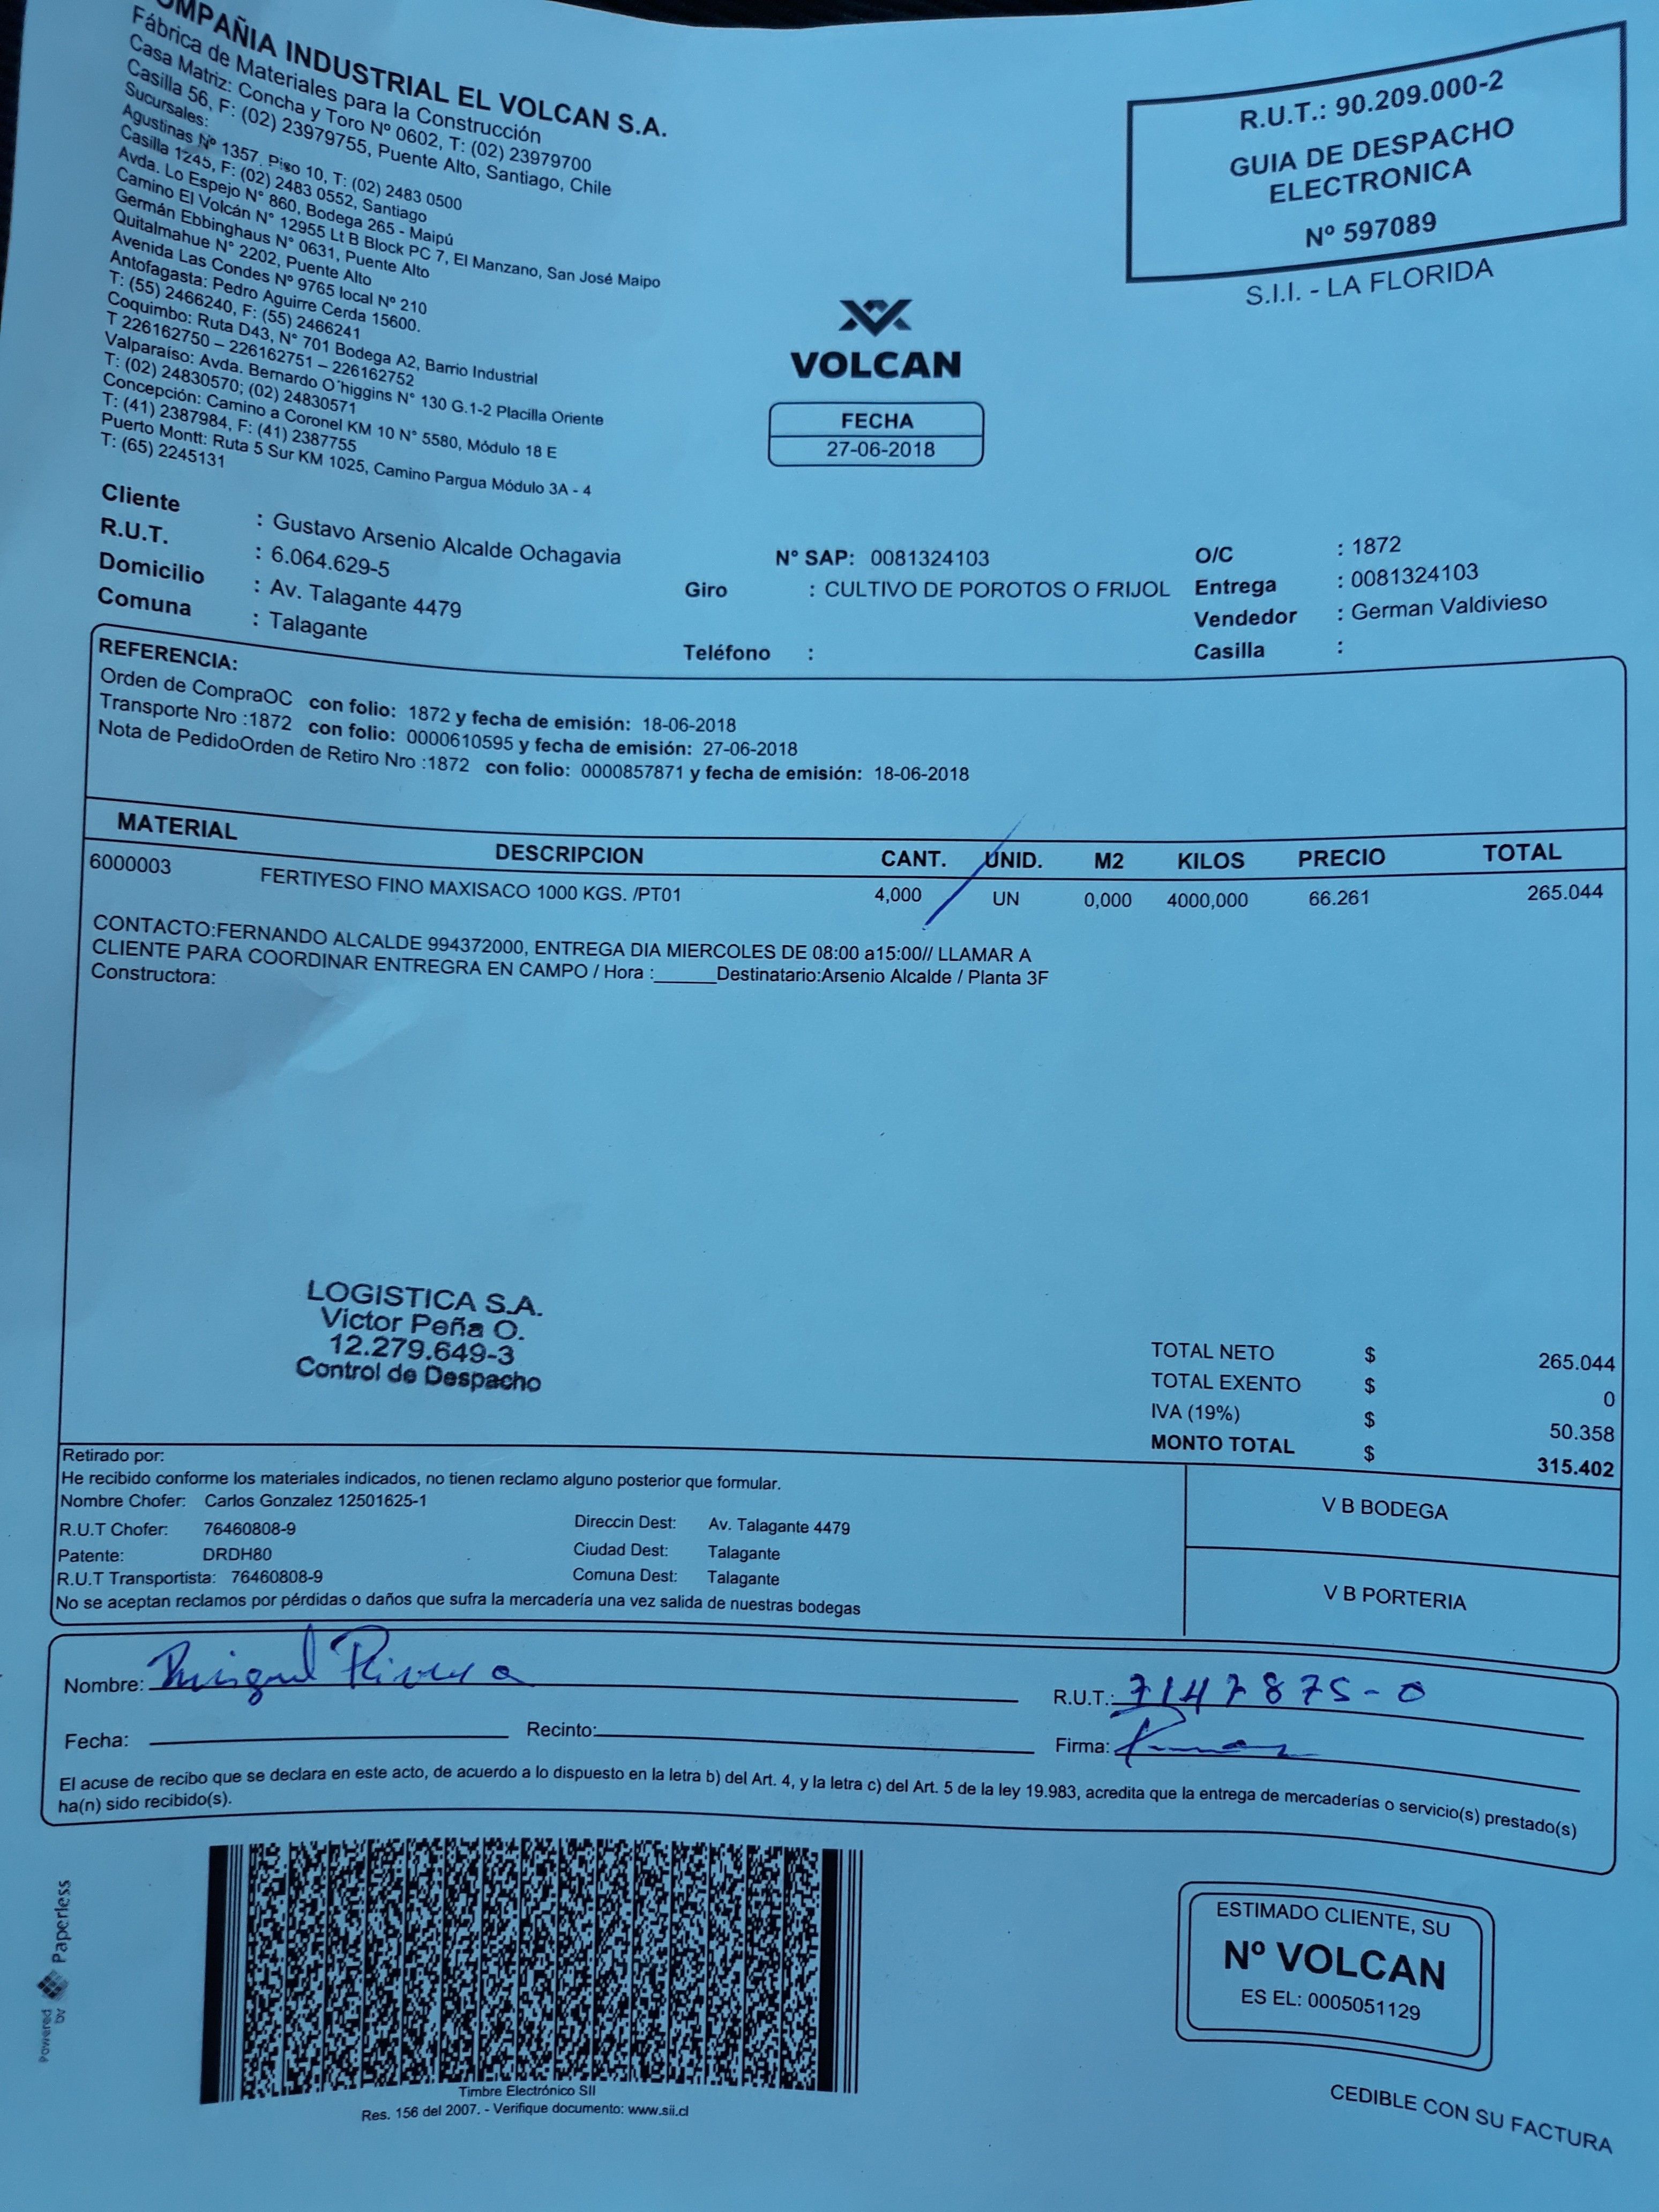 COMPAÑIA INDUSTRIAL EL VOLCAN S.A.
Fábrica de Materiales para la Construcción
Casa Matriz: Concha y Toro Nº 0602, T: (02) 23979700
Casilla 56, F: (02) 23979755, Puente Alto, Santiago, Chile
Sucursales:
Agustinas Nº 1357. Piso 10, T: (02) 2483 0500
Casilla 1245, F: (02) 2483 0552, Santiago
Avda. Lo Espejo N° 860, Bodega 265 - Maipú
Camino El Volcán N° 12955 Lt B Block PC 7, El Manzano, San José Maipo
Germán Ebbinghaus N° 0631, Puente Alto
Quitalmahue N° 2202, Puente Alto
Avenida Las Condes Nº 9765 local Nº 210
Antofagasta: Pedro Aguirre Cerda 15600.
T: (55) 2466240, F: (55) 2466241
Coquimbo: Ruta D43, N° 701 Bodega A2, Barrio Industrial
T 226162750 – 226162751 – 226162752
Valparaíso: Avda. Bernardo O´higgins N° 130 G.1-2 Placilla Oriente
T: (02) 24830570; (02) 24830571
Concepción: Camino a Coronel KM 10 N° 5580, Módulo 18 E
T: (41) 2387984, F: (41) 2387755
Puerto Montt: Ruta 5 Sur KM 1025, Camino Pargua Módulo 3A - 4
T: (65) 2245131
R.U.T.: 90.209.000-2
GUIA DE DESPACHO
ELECTRONICA
Nº 597089
S.I.I. - LA FLORIDA
VOLCAN
FECHA
27-06-2018
Cliente : Gustavo Arsenio Alcalde Ochagavia N° SAP: 0081324103 O/C : 1872
R.U.T. : 6.064.629-5 Giro : CULTIVO DE POROTOS O FRIJOL Entrega : 0081324103
Domicilio : Av. Talagante 4479 Vendedor : German Valdivieso
Comuna : Talagante Teléfono : Casilla :
REFERENCIA:
Orden de CompraOC con folio: 1872 y fecha de emisión: 18-06-2018
Transporte Nro :1872 con folio: 0000610595 y fecha de emisión: 27-06-2018
Nota de PedidoOrden de Retiro Nro :1872 con folio: 0000857871 y fecha de emisión: 18-06-2018
MATERIAL DESCRIPCION CANT. UNID. M2 KILOS PRECIO TOTAL
6000003 FERTIYESO FINO MAXISACO 1000 KGS. /PT01 4,000 UN 0,000 4000,000 66.261 265.044
CONTACTO:FERNANDO ALCALDE 994372000, ENTREGA DIA MIERCOLES DE 08:00 a15:00// LLAMAR A
CLIENTE PARA COORDINAR ENTREGRA EN CAMPO / Hora :______Destinatario:Arsenio Alcalde / Planta 3F
Constructora:
LOGISTICA S.A.
Victor Peña O.
12.279.649-3
Control de Despacho
TOTAL NETO $ 265.044
TOTAL EXENTO $ 0
IVA (19%) $ 50.358
MONTO TOTAL $ 315.402
Retirado por:
He recibido conforme los materiales indicados, no tienen reclamo alguno posterior que formular.
Nombre Chofer: Carlos Gonzalez 12501625-1
R.U.T Chofer: 76460808-9 Direccin Dest: Av. Talagante 4479
Patente: DRDH80 Ciudad Dest: Talagante
R.U.T Transportista: 76460808-9 Comuna Dest: Talagante
No se aceptan reclamos por pérdidas o daños que sufra la mercadería una vez salida de nuestras bodegas
V B BODEGA
V B PORTERIA
Nombre: Miguel Rivera R.U.T.: 7147875-0
Fecha: Recinto: Firma:
El acuse de recibo que se declara en este acto, de acuerdo a lo dispuesto en la letra b) del Art. 4, y la letra c) del Art. 5 de la ley 19.983, acredita que la entrega de mercaderías o servicio(s) prestado(s)
ha(n) sido recibido(s).
Powered by Paperless
Timbre Electrónico SII
Res. 156 del 2007. - Verifique documento: www.sii.cl
ESTIMADO CLIENTE, SU
Nº VOLCAN
ES EL: 0005051129
CEDIBLE CON SU FACTURA